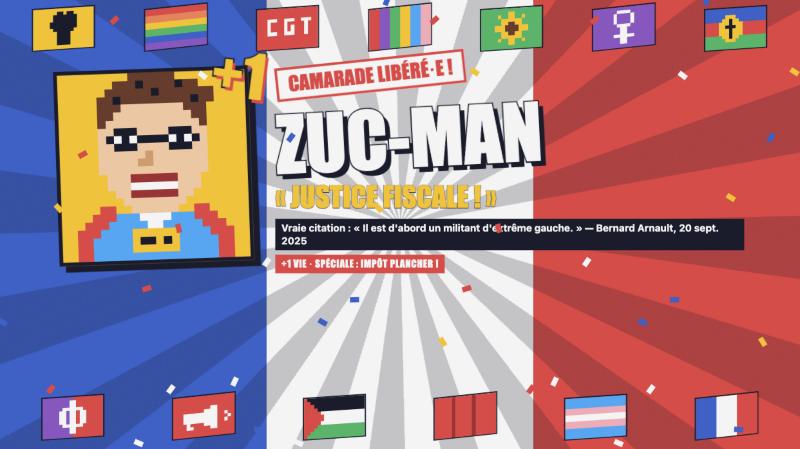 CGT
+1
CAMARADE LIBÉRÉ·E !
ZUC-MAN
« JUSTICE FISCALE ! »
Vraie citation : « Il est d'abord un militant d'extrême gauche. » — Bernard Arnault, 20 sept.
2025
+1 VIE · SPÉCIALE : IMPÔT PLANCHER !